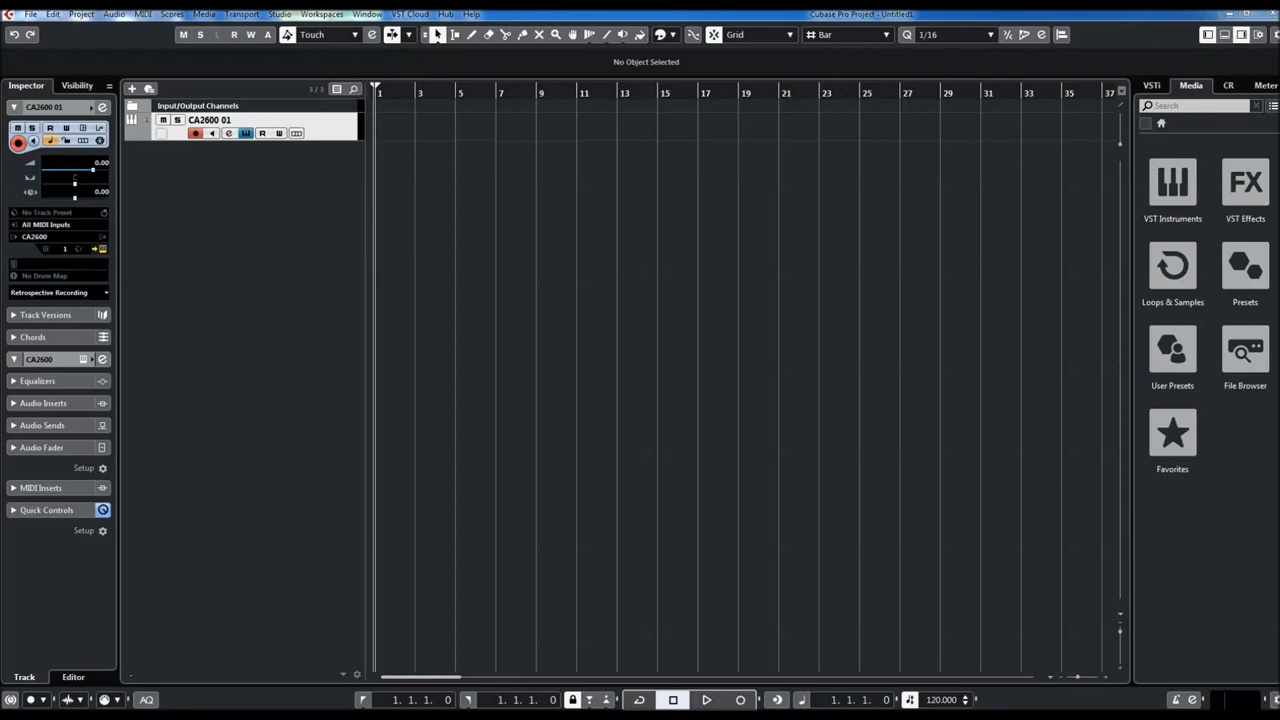 File Edit Project Audio MIDI Scores Media Transport Studio Workspaces Window VST Cloud Hub Help
Cubase Pro Project - Untitled1
M S L R W A Touch Grid Bar Q 1/16
No Object Selected
Inspector Visibility
3 / 3
1 3 5 7 9 11 13 15 17 19 21 23 25 27 29 31 33 35 37
VSTi Media CR Meter
CA2600 01
Input/Output Channels
Search
1 M S CA2600 01
M S R W
e R W
0.00
C
0.00
No Track Preset
All MIDI Inputs
CA2600
1
No Drum Map
Retrospective Recording
Track Versions
Chords
CA2600
Equalizers
Audio Inserts
Audio Sends
Audio Fader
Setup
MIDI Inserts
Quick Controls
Setup
FX
VST Instruments VST Effects
Loops & Samples Presets
User Presets File Browser
Favorites
Track Editor
AQ 1. 1. 1. 0 1. 1. 1. 0 1. 1. 1. 0 120.000